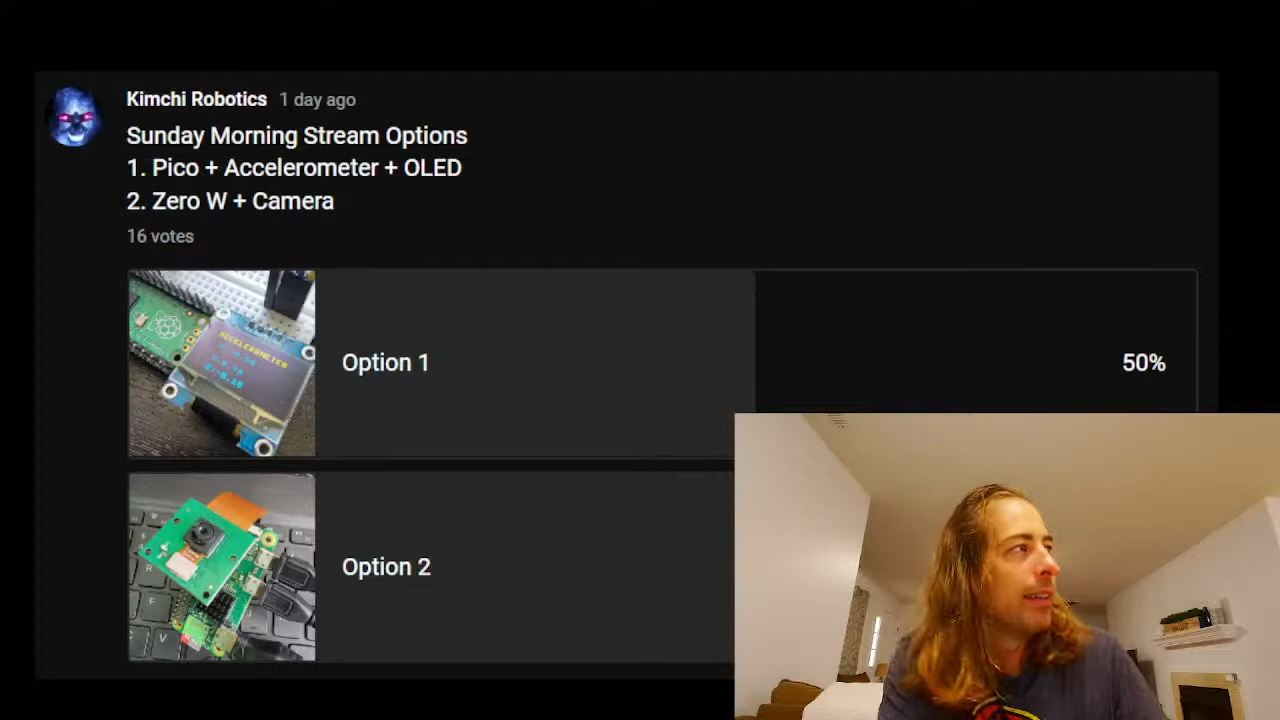 Kimchi Robotics 1 day ago
Sunday Morning Stream Options
1. Pico + Accelerometer + OLED
2. Zero W + Camera
16 votes
ACCELEROMETER
Option 1
50%
Option 2